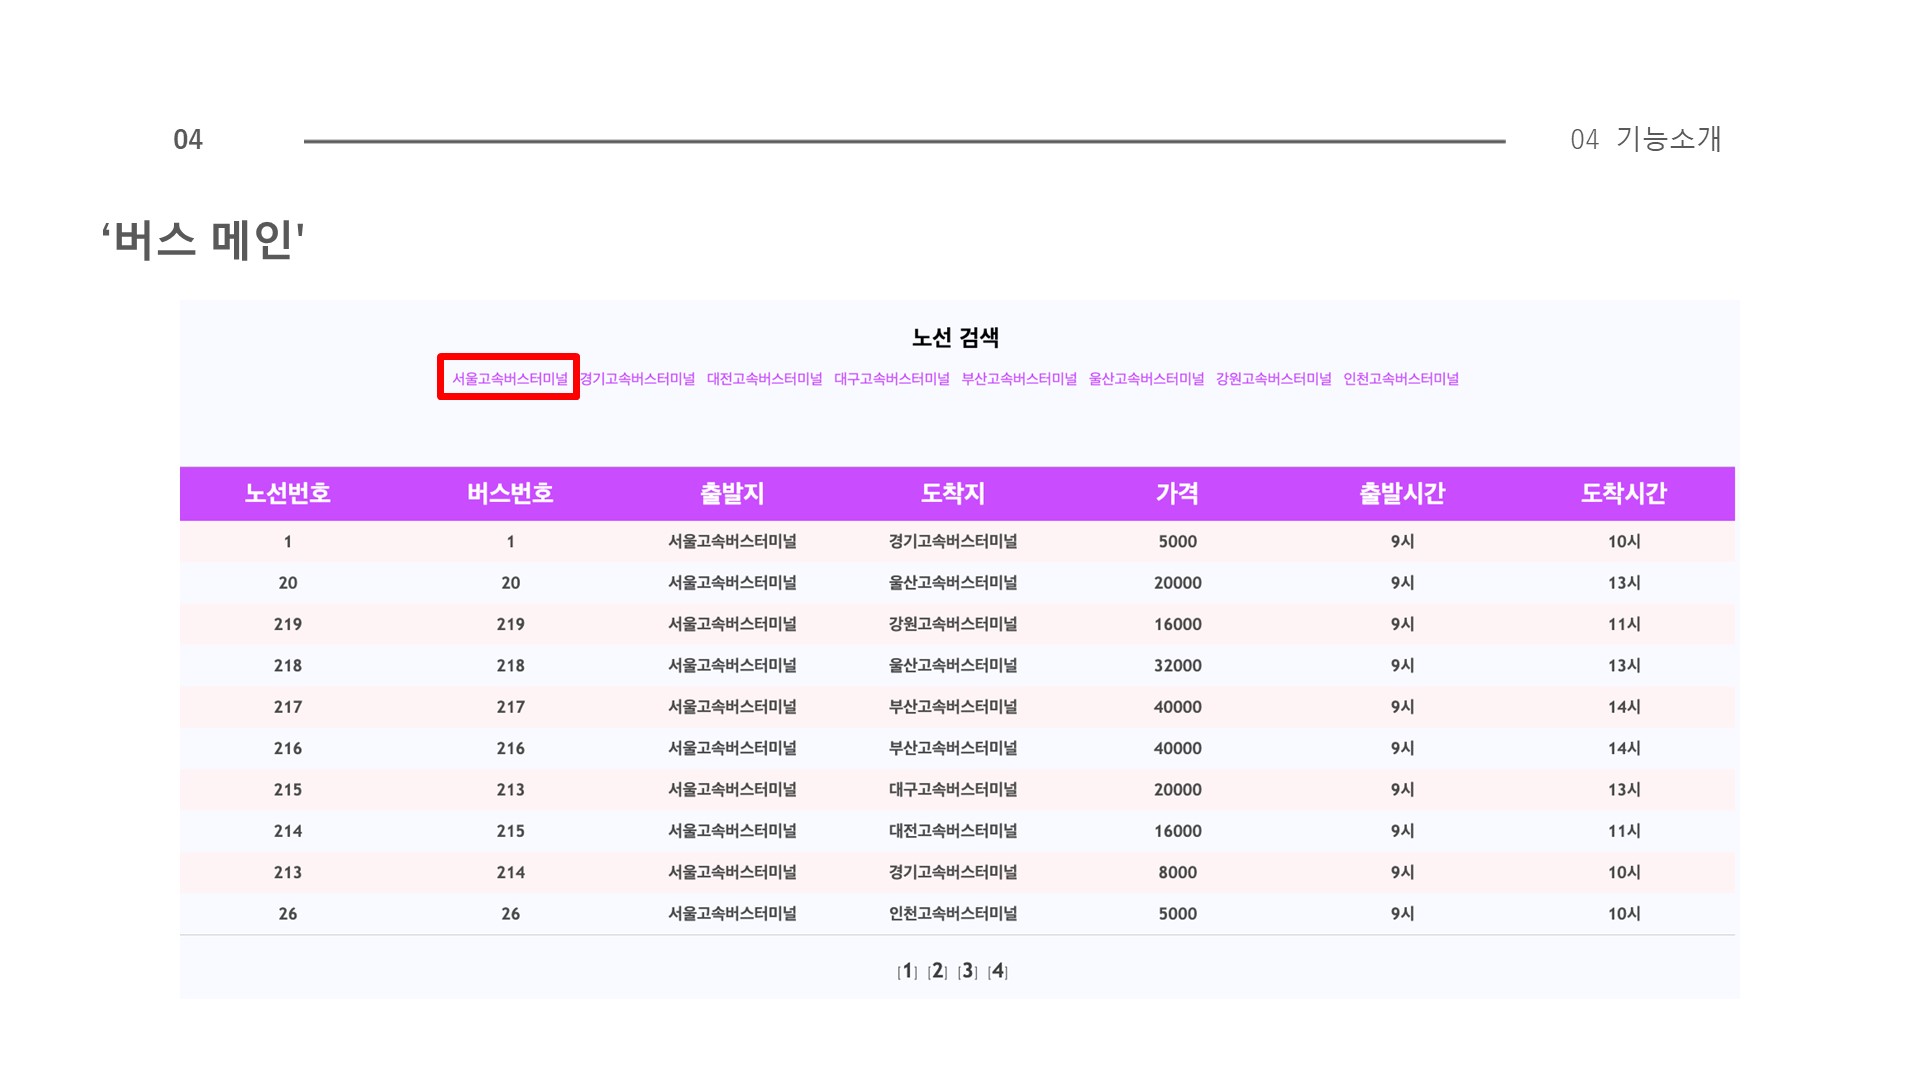 04
04 기능소개
‘버스 메인'
노선 검색
서울고속버스터미널 경기고속버스터미널 대전고속버스터미널 대구고속버스터미널 부산고속버스터미널 울산고속버스터미널 강원고속버스터미널 인천고속버스터미널
노선번호 버스번호 출발지 도착지 가격 출발시간 도착시간
1 1 서울고속버스터미널 경기고속버스터미널 5000 9시 10시
20 20 서울고속버스터미널 울산고속버스터미널 20000 9시 13시
219 219 서울고속버스터미널 강원고속버스터미널 16000 9시 11시
218 218 서울고속버스터미널 울산고속버스터미널 32000 9시 13시
217 217 서울고속버스터미널 부산고속버스터미널 40000 9시 14시
216 216 서울고속버스터미널 부산고속버스터미널 40000 9시 14시
215 213 서울고속버스터미널 대구고속버스터미널 20000 9시 13시
214 215 서울고속버스터미널 대전고속버스터미널 16000 9시 11시
213 214 서울고속버스터미널 경기고속버스터미널 8000 9시 10시
26 26 서울고속버스터미널 인천고속버스터미널 5000 9시 10시
[1] [2] [3] [4]